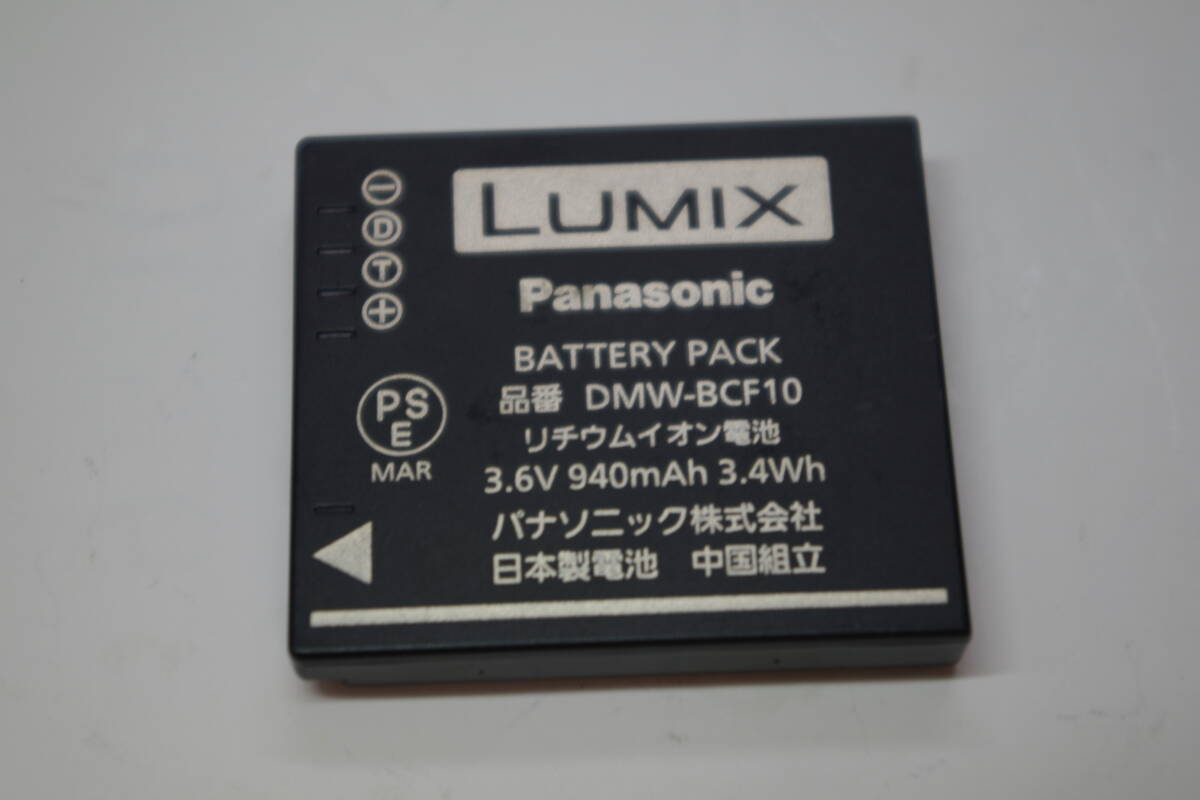 LUMIX
Panasonic
BATTERY PACK
品番 DMW-BCF10
リチウムイオン電池
3.6V 940mAh 3.4Wh
パナソニック株式会社
日本製電池 中国組立
−
D
T
+
PS
E
MAR